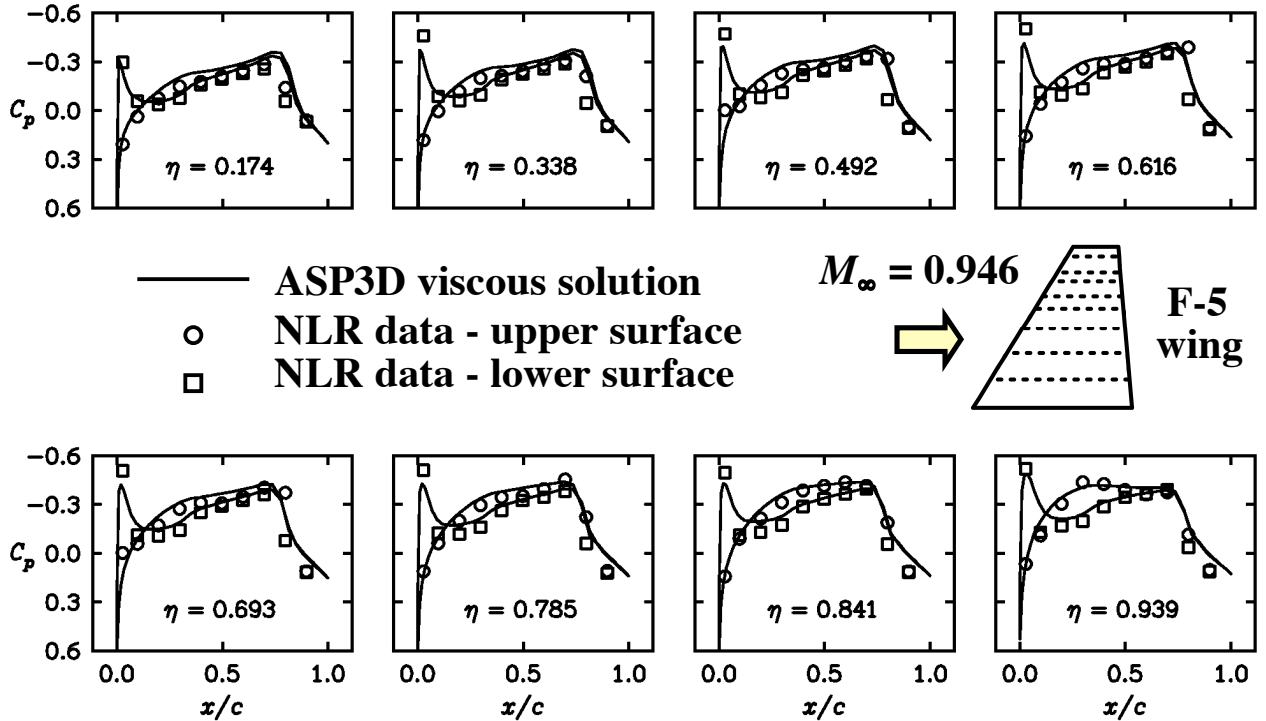 −0.6
−0.3
Cp
0.0
0.3
0.6
η = 0.174
η = 0.338
η = 0.492
η = 0.616
ASP3D viscous solution
NLR data - upper surface
NLR data - lower surface
M∞ = 0.946
F-5
wing
−0.6
−0.3
Cp
0.0
0.3
0.6
η = 0.693
η = 0.785
η = 0.841
η = 0.939
0.0 0.5 1.0 0.0 0.5 1.0 0.0 0.5 1.0 0.0 0.5 1.0
x/c x/c x/c x/c